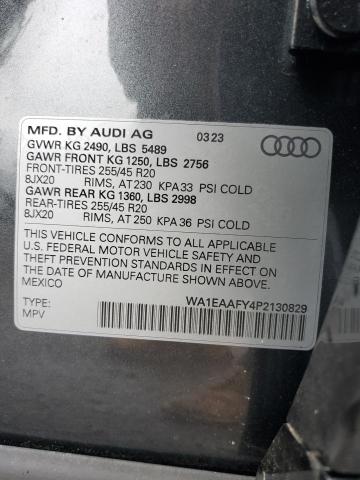 MFD. BY AUDI AG 03 23
GVWR KG 2490, LBS 5489
GAWR FRONT KG 1250, LBS 2756
FRONT-TIRES 255/45 R20
8JX20 RIMS, AT 230 KPA 33 PSI COLD
GAWR REAR KG 1360, LBS 2998
REAR-TIRES 255/45 R20
8JX20 RIMS, AT 250 KPA 36 PSI COLD
THIS VEHICLE CONFORMS TO ALL APPLICABLE
U.S. FEDERAL MOTOR VEHICLE SAFETY AND
THEFT PREVENTION STANDARDS IN EFFECT ON
THE DATE OF MANUFACTURE SHOWN ABOVE.
MEXICO
TYPE: WA1EAAFY4P2130829
MPV